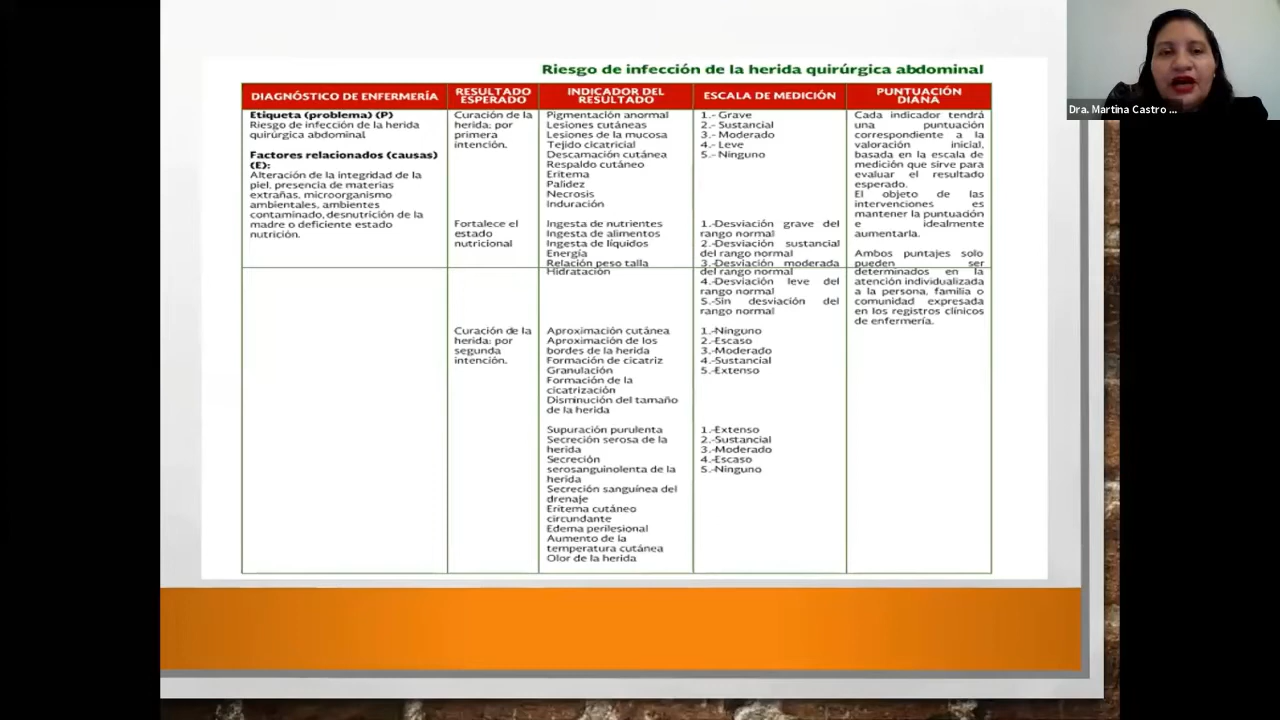 Riesgo de infección de la herida quirúrgica abdominal
DIAGNÓSTICO DE ENFERMERÍA
RESULTADO
ESPERADO
INDICADOR DEL
RESULTADO
ESCALA DE MEDICIÓN
PUNTUACIÓN
DIANA
Etiqueta (problema) (P)
Riesgo de infección de la herida
quirúrgica abdominal
Factores relacionados (causas)
(E):
Alteración de la integridad de la
piel, presencia de materias
extrañas, microorganismo
ambientales, ambientes
contaminado, desnutrición de la
madre o deficiente estado
nutrición.
Curación de la
herida: por
primera
intención.
Fortalece el
estado
nutricional
Curación de la
herida: por
segunda
intención.
Pigmentación anormal
Lesiones cutáneas
Lesiones de la mucosa
Tejido cicatricial
Descamación cutánea
Respaldo cutáneo
Eritema
Palidez
Necrosis
Induración
Ingesta de nutrientes
Ingesta de alimentos
Ingesta de líquidos
Energía
Relación peso talla
Hidratación
Aproximación cutánea
Aproximación de los
bordes de la herida
Formación de cicatriz
Granulación
Formación de la
cicatrización
Disminución del tamaño
de la herida
Supuración purulenta
Secreción serosa de la
herida
Secreción
serosanguinolenta de la
herida
Secreción sanguínea del
drenaje
Eritema cutáneo
circundante
Edema perilesional
Aumento de la
temperatura cutánea
Olor de la herida
1.- Grave
2.- Sustancial
3.- Moderado
4.- Leve
5.- Ninguno
1.-Desviación grave del
rango normal
2.-Desviación sustancial
del rango normal
3.-Desviación moderada
del rango normal
4.-Desviación leve del
rango normal
5.-Sin desviación del
rango normal
1.-Ninguno
2.-Escaso
3.-Moderado
4.-Sustancial
5.-Extenso
1.-Extenso
2.-Sustancial
3.-Moderado
4.-Escaso
5.-Ninguno
Cada indicador tendrá
una puntuación
correspondiente a la
valoración inicial,
basada en la escala de
medición que sirve para
evaluar el resultado
esperado.
El objeto de las
intervenciones es
mantener la puntuación
e idealmente
aumentarla.
Ambos puntajes solo
pueden ser
determinados en la
atención individualizada
a la persona, familia o
comunidad expresada
en los registros clínicos
de enfermería.
Dra. Martina Castro ...